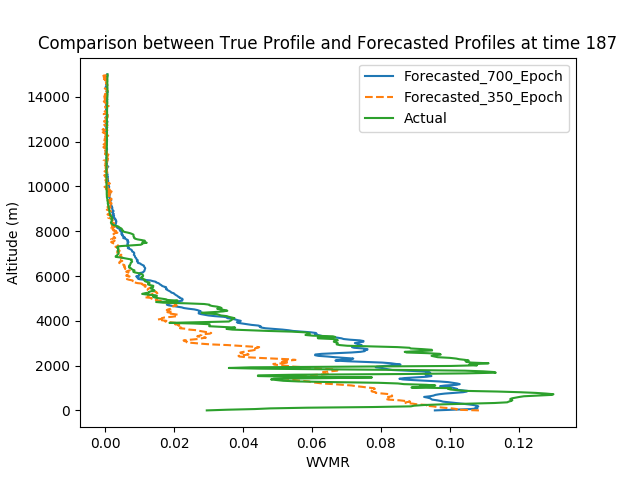 Comparison between True Profile and Forecasted Profiles at time 187
Forecasted_700_Epoch
Forecasted_350_Epoch
Actual
Altitude (m)
14000
12000
10000
8000
6000
4000
2000
0
0.00 0.02 0.04 0.06 0.08 0.10 0.12
WVMR